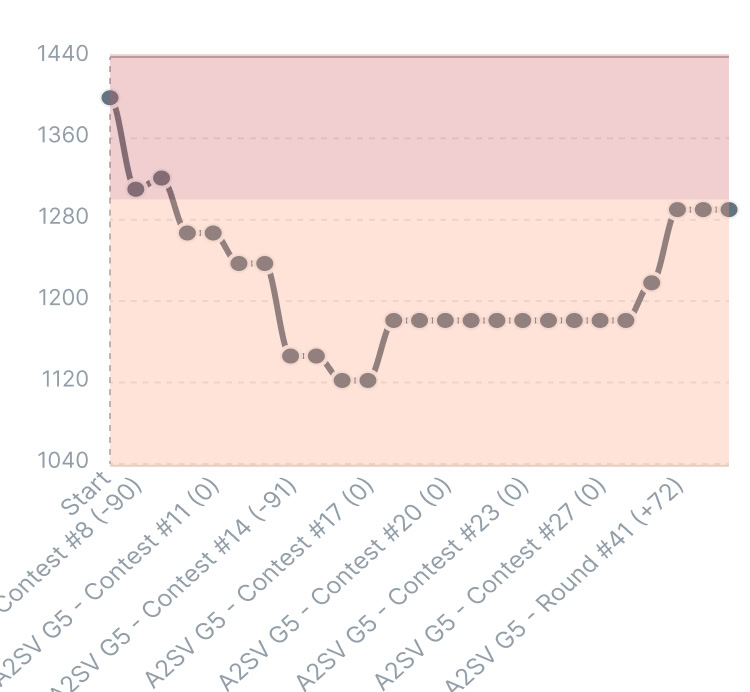 1440
1360
1280
1200
1120
1040
Start
Contest #8 (-90)
A2SV G5 - Contest #11 (0)
A2SV G5 - Contest #14 (-91)
A2SV G5 - Contest #17 (0)
A2SV G5 - Contest #20 (0)
A2SV G5 - Contest #23 (0)
A2SV G5 - Contest #27 (0)
A2SV G5 - Round #41 (+72)